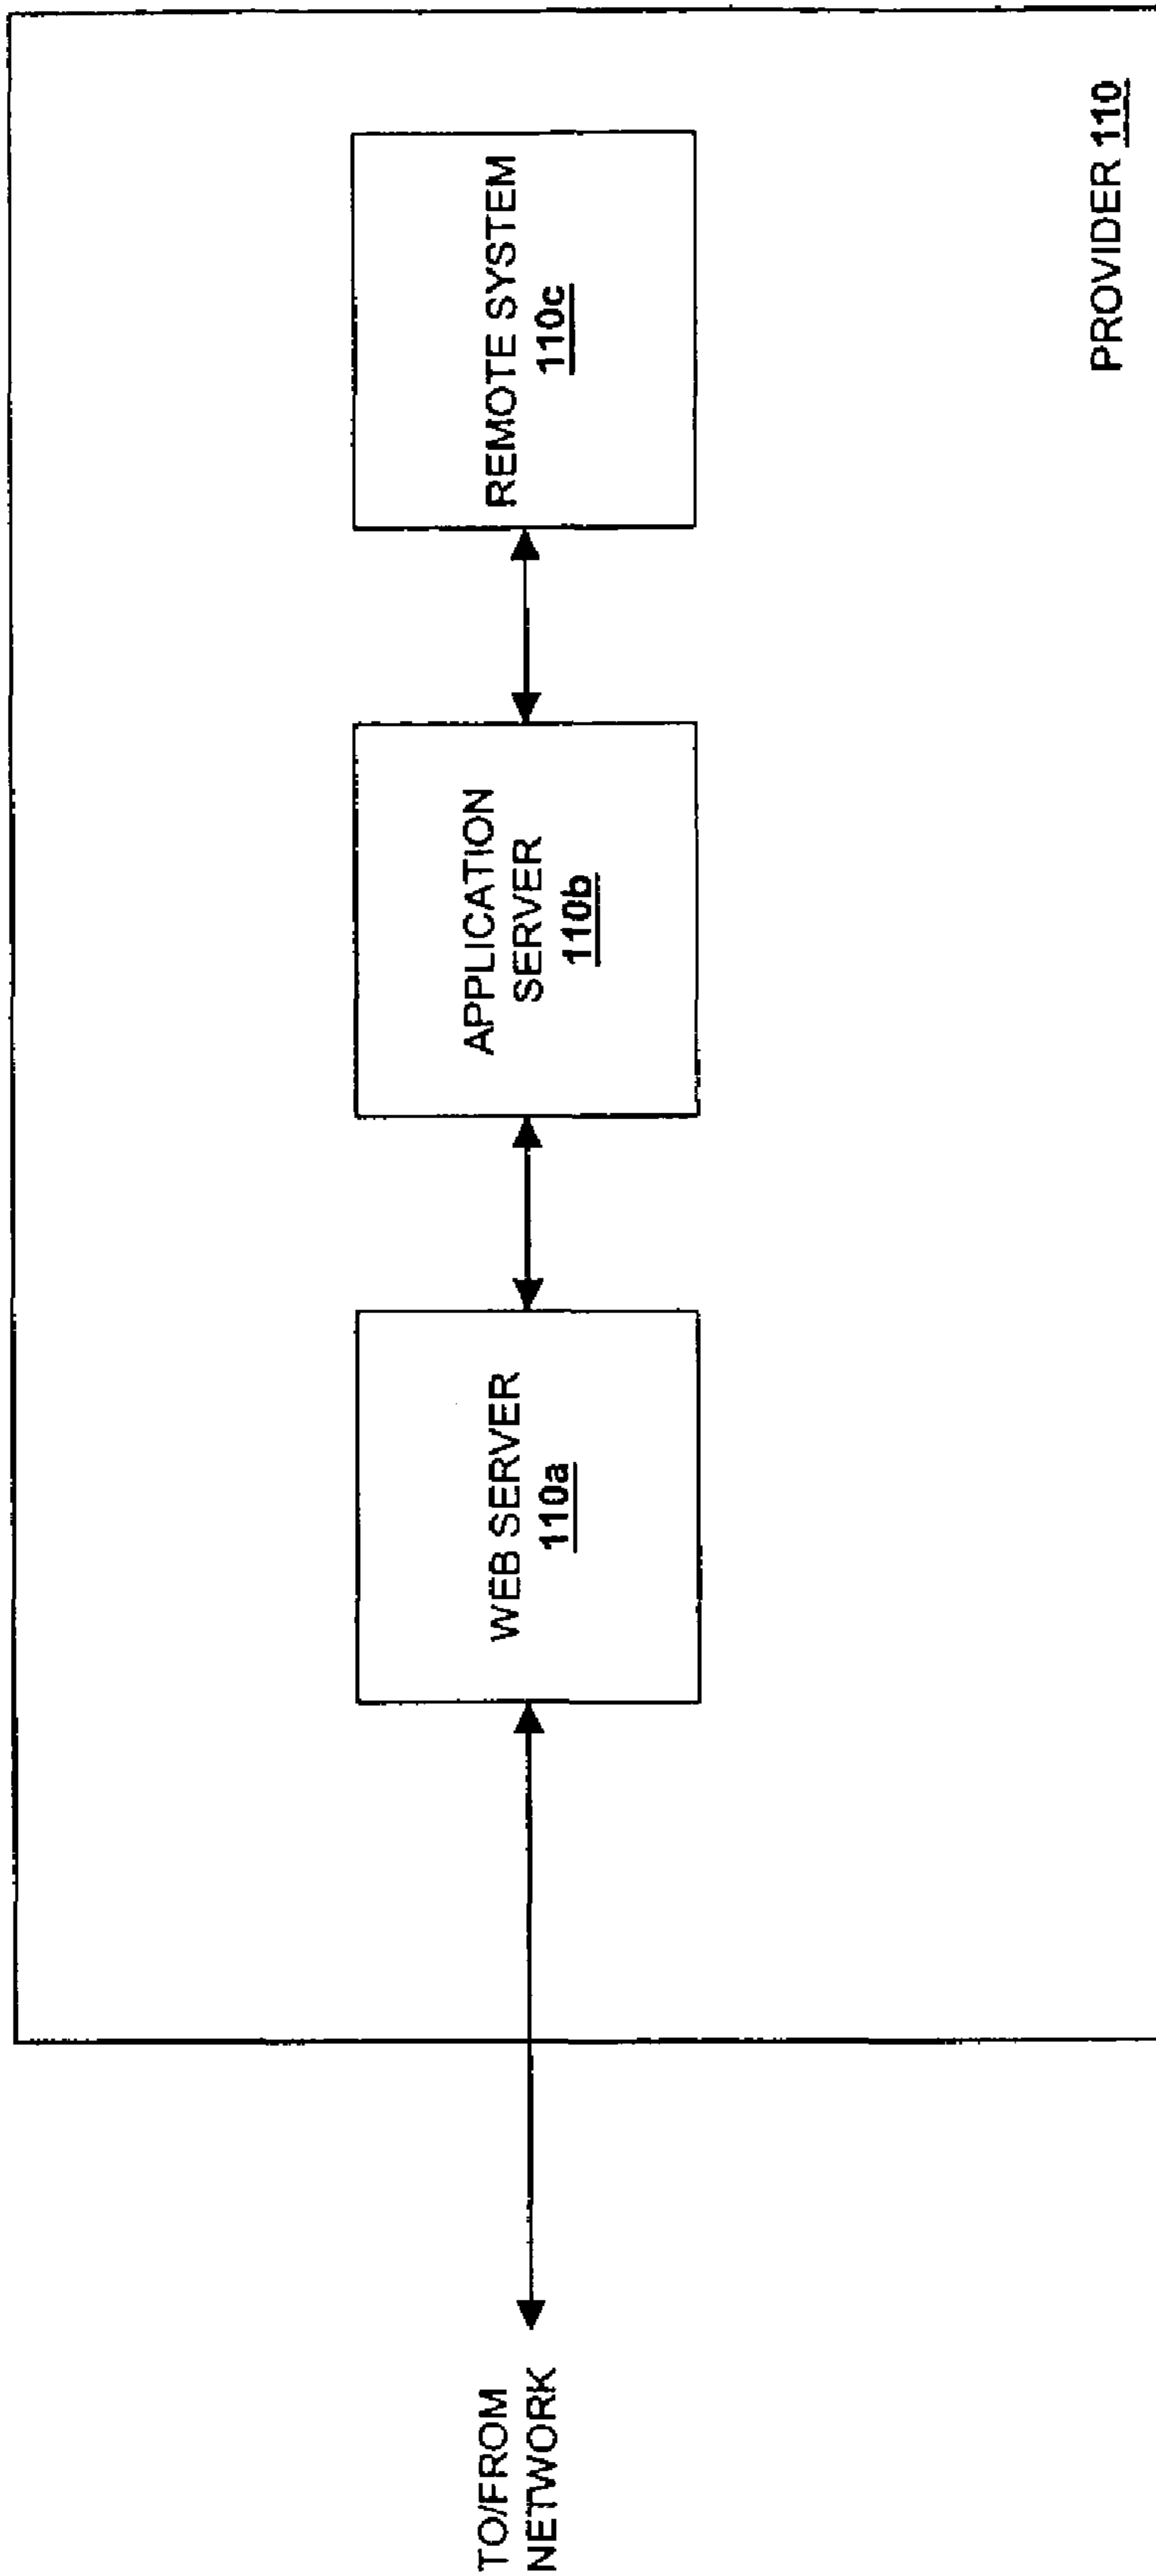 TO/FROM
NETWORK
WEB SERVER
110a
APPLICATION
SERVER
110b
REMOTE SYSTEM
110c
PROVIDER 110